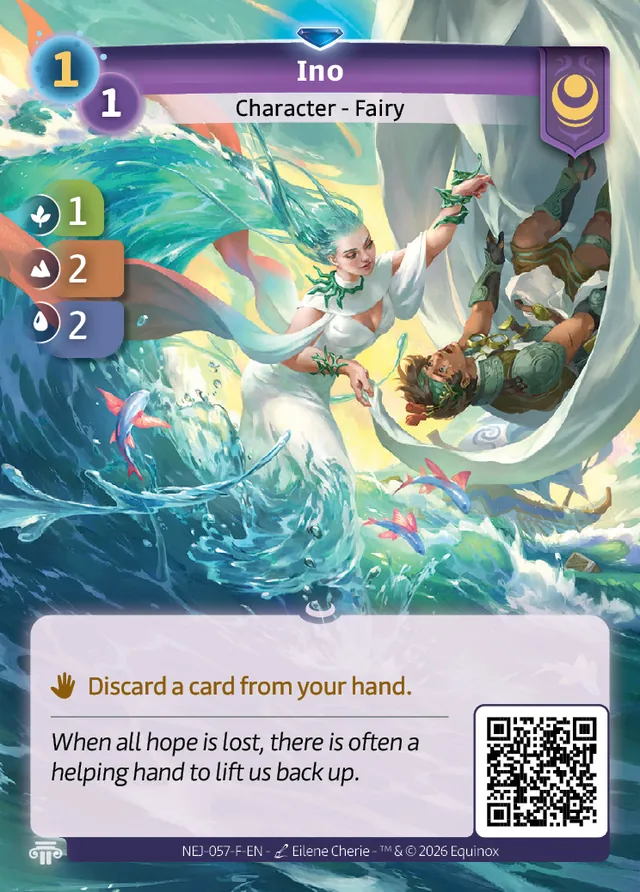 1
Ino
1
Character - Fairy
1
2
2
Discard a card from your hand.
When all hope is lost, there is often a
helping hand to lift us back up.
NEJ-057-F-EN - Eilene Cherie - ™ & © 2026 Equinox